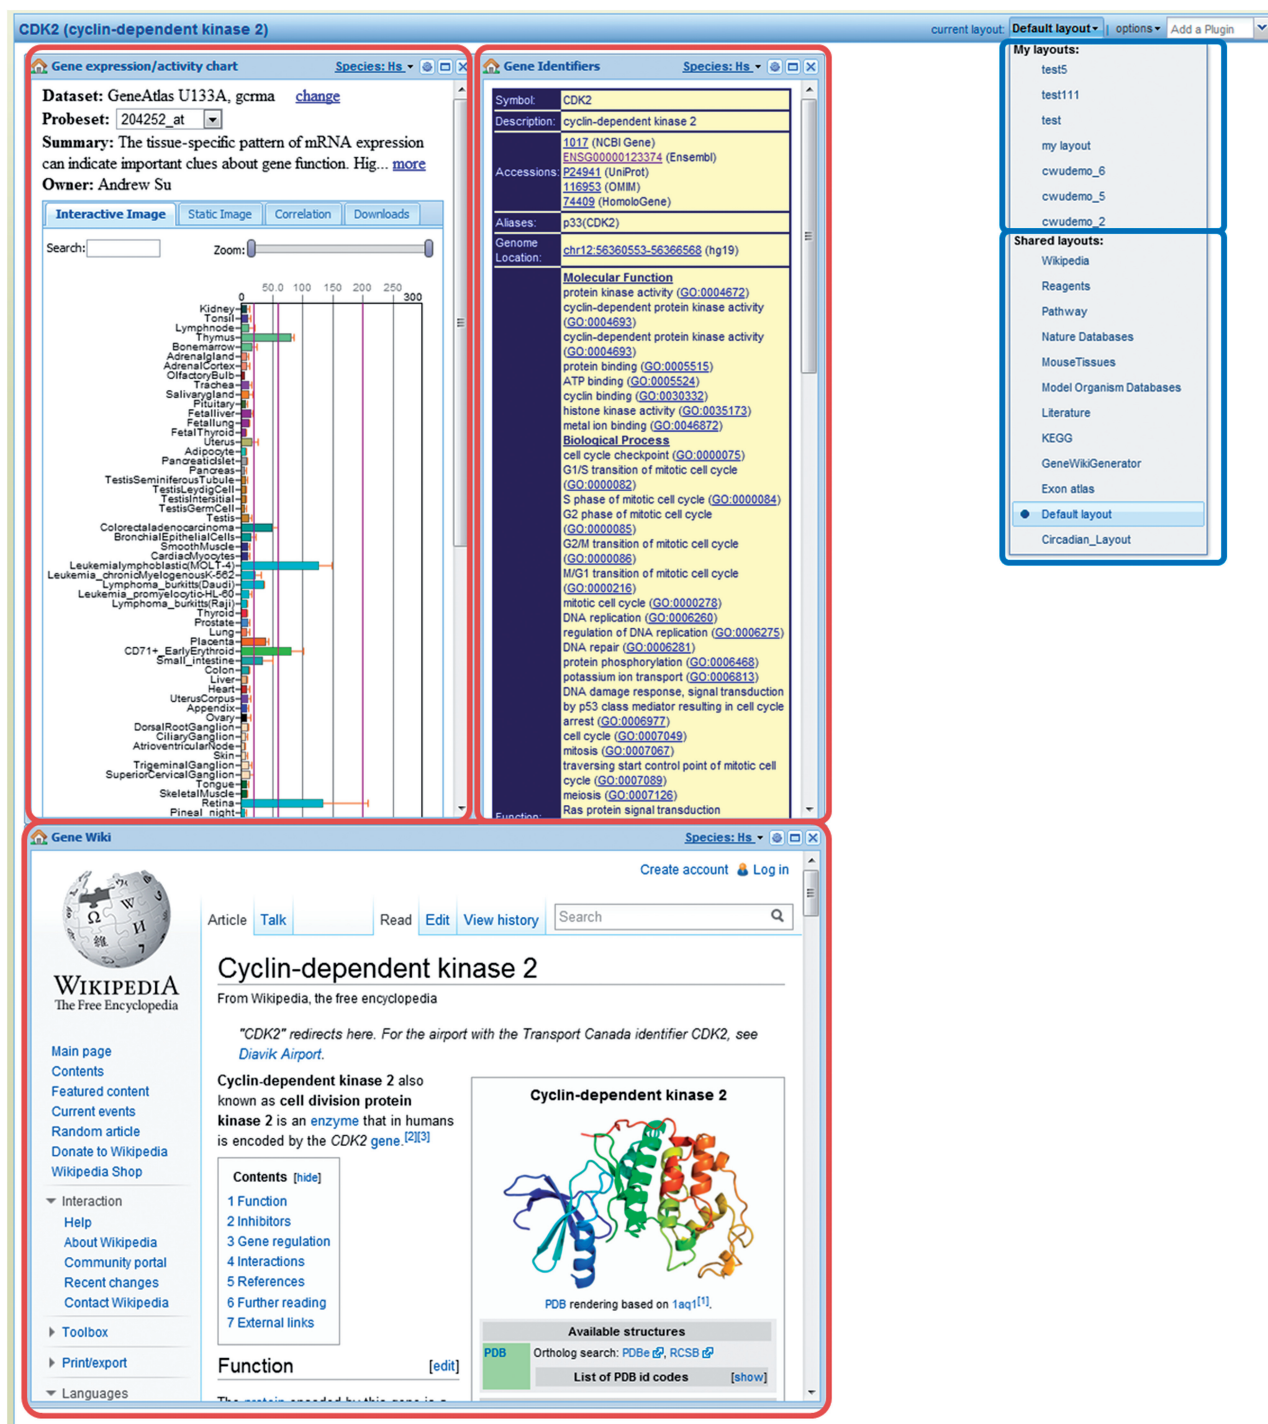 CDK2 (cyclin-dependent kinase 2)
current layout: Default layout | options Add a Plugin
Gene expression/activity chart Species: Hs
Dataset: GeneAtlas U133A, gcrma change
Probeset: 204252_at
Summary: The tissue-specific pattern of mRNA expression
can indicate important clues about gene function. Hig... more
Owner: Andrew Su
Interactive Image Static Image Correlation Downloads
Search: Zoom:
0 50.0 100 150 200 250 300
Kidney
Tonsil
Lymphnode
Thymus
Bonemarrow
Adrenalgland
AdrenalCortex
OlfactoryBulb
Trachea
Salivarygland
Pituitary
Fetalliver
Fetallung
FetalThyroid
Uterus
Adipocyte
PancreaticIslet
Pancreas
TestisSeminiferousTubule
TestisLeydigCell
TestisIntersitial
TestisGermCell
Testis
Colorectaladenocarcinoma
BronchialEpithelialCells
SmoothMuscle
CardiacMyocytes
Leukemialymphoblastic(MOLT-4)
Leukemia_chronicMyelogenousK-562
Lymphoma_burkitts(Daudi)
Leukemia_promyelocytic-HL-60
Lymphoma_burkitts(Raji)
Thyroid
Prostate
Lung
Placenta
CD71+_EarlyErythroid
Small_intestine
Colon
Liver
Heart
UterusCorpus
Appendix
Ovary
DorsalRootGanglion
CiliaryGanglion
AtrioventricularNode
Skin
TrigeminalGanglion
SuperiorCervicalGanglion
Tongue
SkeletalMuscle
Retina
Pineal_night
Gene Identifiers Species: Hs
Symbol: CDK2
Description: cyclin-dependent kinase 2
Accessions: 1017 (NCBI Gene)
ENSG00000123374 (Ensembl)
P24941 (UniProt)
116953 (OMIM)
74409 (HomoloGene)
Aliases: p33(CDK2)
Genome Location: chr12:56360553-56366568 (hg19)
Function:
Molecular Function
protein kinase activity (GO:0004672)
cyclin-dependent protein kinase activity
(GO:0004693)
cyclin-dependent protein kinase activity
(GO:0004693)
protein binding (GO:0005515)
ATP binding (GO:0005524)
cyclin binding (GO:0030332)
histone kinase activity (GO:0035173)
metal ion binding (GO:0046872)
Biological Process
cell cycle checkpoint (GO:0000075)
G1/S transition of mitotic cell cycle
(GO:0000082)
S phase of mitotic cell cycle (GO:0000084)
G2 phase of mitotic cell cycle
(GO:0000085)
G2/M transition of mitotic cell cycle
(GO:0000086)
M/G1 transition of mitotic cell cycle
(GO:0000216)
mitotic cell cycle (GO:0000278)
DNA replication (GO:0006260)
regulation of DNA replication (GO:0006275)
DNA repair (GO:0006281)
protein phosphorylation (GO:0006468)
potassium ion transport (GO:0006813)
DNA damage response, signal transduction
by p53 class mediator resulting in cell cycle
arrest (GO:0006977)
cell cycle (GO:0007049)
mitosis (GO:0007067)
traversing start control point of mitotic cell
cycle (GO:0007089)
meiosis (GO:0007126)
Ras protein signal transduction
My layouts:
test5
test111
test
my layout
cwudemo_6
cwudemo_5
cwudemo_2
Shared layouts:
Wikipedia
Reagents
Pathway
Nature Databases
MouseTissues
Model Organism Databases
Literature
KEGG
GeneWikiGenerator
Exon atlas
Default layout
Circadian_Layout
Gene Wiki Species: Hs
Create account Log in
Article Talk Read Edit View history Search
WIKIPEDIA
The Free Encyclopedia
Main page
Contents
Featured content
Current events
Random article
Donate to Wikipedia
Wikipedia Shop
Interaction
Help
About Wikipedia
Community portal
Recent changes
Contact Wikipedia
Toolbox
Print/export
Languages
Cyclin-dependent kinase 2
From Wikipedia, the free encyclopedia
"CDK2" redirects here. For the airport with the Transport Canada identifier CDK2, see
Diavik Airport.
Cyclin-dependent kinase 2 also
known as cell division protein
kinase 2 is an enzyme that in humans
is encoded by the CDK2 gene.[2][3]
Contents [hide]
1 Function
2 Inhibitors
3 Gene regulation
4 Interactions
5 References
6 Further reading
7 External links
Function [edit]
The protein encoded by this gene is a
Cyclin-dependent kinase 2
PDB rendering based on 1aq1[1].
Available structures
PDB Ortholog search: PDBe, RCSB
List of PDB id codes [show]